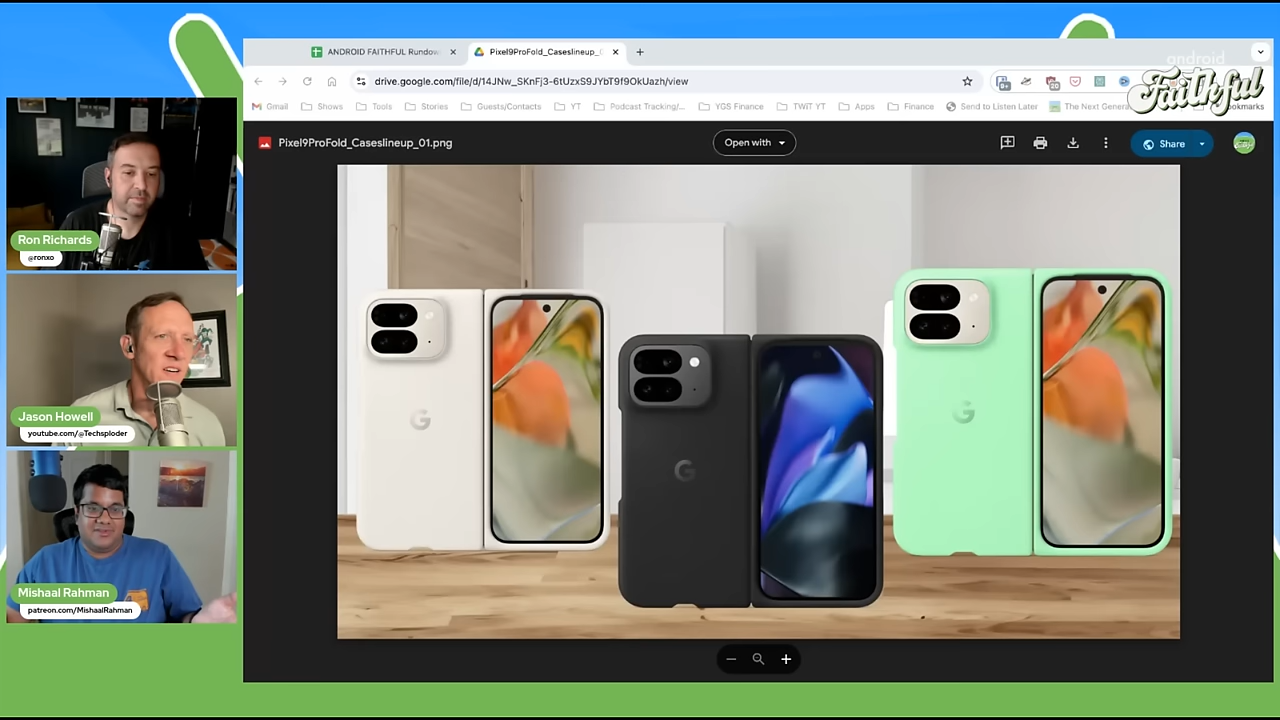 ANDROID FAITHFUL Rundow
Pixel9ProFold_Caseslineup_0
drive.google.com/file/d/14JNw_SKnFj3-6tUzxS9JYbT9f9OkUazh/view
android
Faithful
Gmail
Shows
Tools
Stories
Guests/Contacts
YT
Podcast Tracking/...
YGS Finance
TWiT YT
Apps
Finance
Send to Listen Later
The Next Genera
okmarks
Pixel9ProFold_Caseslineup_01.png
Open with
Share
Ron Richards
@ronxo
Jason Howell
youtube.com/@Techsploder
Mishaal Rahman
patreon.com/MishaalRahman
G
G
G